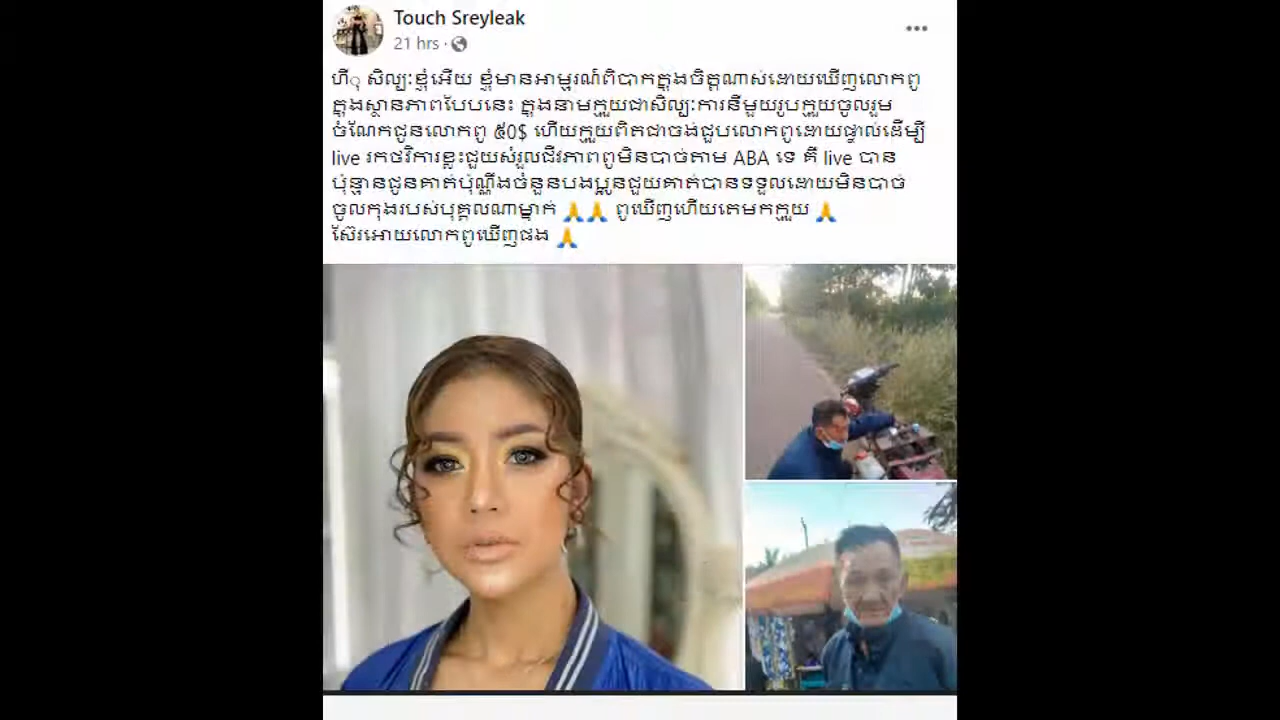 Touch Sreyleak
21 hrs ·
ហឺុ សិល្បៈខ្ញុំអើយ ខ្ញុំមានអារម្មរណ៍ពិបាកក្នុងចិត្តណាស់ដោយឃើញលោកពូ
ក្នុងស្ថានភាពបែបនេះ ក្នុងនាមក្មួយជាសិល្បៈការនីមួយរូបក្មួយចូលរួម
ចំណែកជូនលោកពូ ៥0$ ហើយក្មួយពិតជាចង់ជួបលោកពូដោយផ្ទាល់ដើម្បី
live រកថវិការខ្លះជួយសំរួលជីវភាពពូមិនបាច់តាម ABA ទេ គឺ live បាន
ប៉ុន្មានជូនគាត់ប៉ុណ្ណឹងចំនួនបងប្អូនជួយគាត់បានទទួលដោយមិនបាច់
ចូលកុងរបស់បុគ្គលណាម្នាក់ 🙏🙏 ពូឃើញហើយតេមកក្មួយ 🙏
ស៊ែរអោយលោកពូឃើញផង 🙏